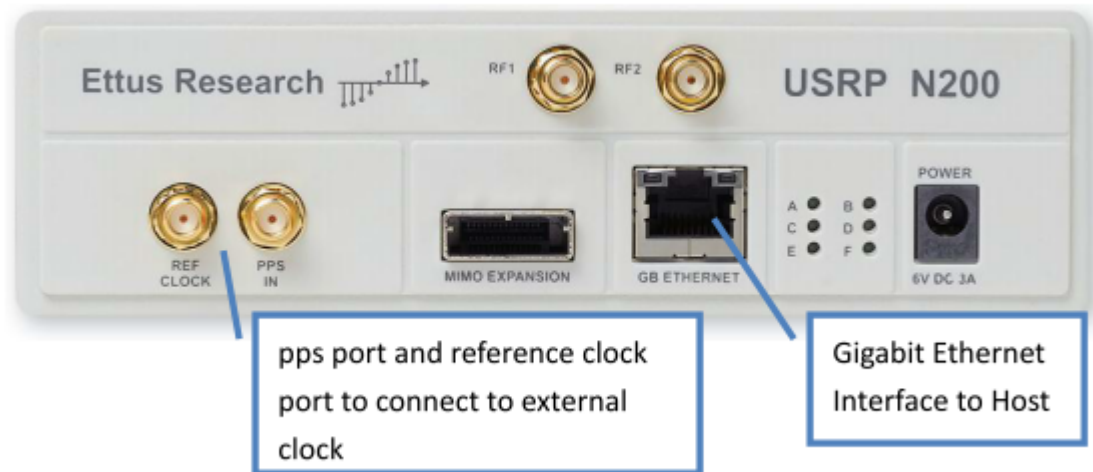 Ettus Research
RF1
RF2
USRP N200
REF
CLOCK
PPS
IN
MIMO EXPANSION
GB ETHERNET
A
B
C
D
E
F
POWER
6V DC 3A
pps port and reference clock
port to connect to external
clock
Gigabit Ethernet
Interface to Host